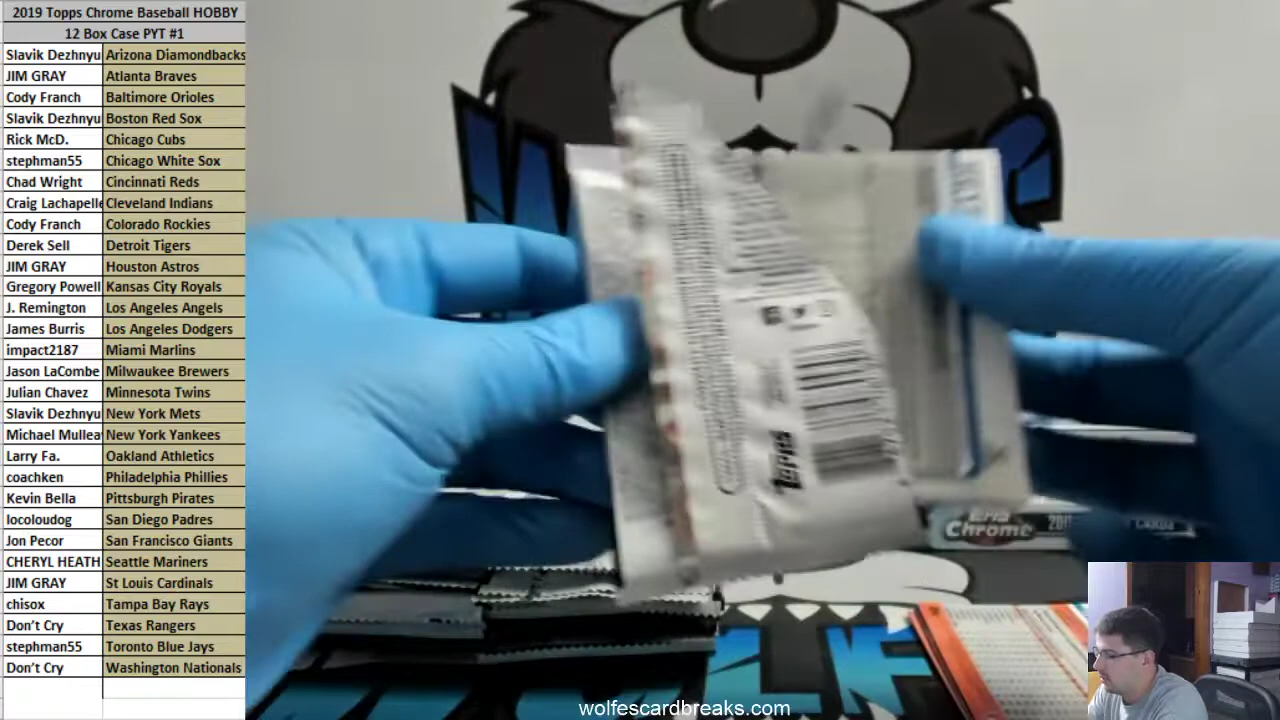 2019 Topps Chrome Baseball HOBBY
12 Box Case PYT #1
Slavik Dezhnyu Arizona Diamondbacks
JIM GRAY Atlanta Braves
Cody Franch Baltimore Orioles
Slavik Dezhnyu Boston Red Sox
Rick McD. Chicago Cubs
stephman55 Chicago White Sox
Chad Wright Cincinnati Reds
Craig Lachapelle Cleveland Indians
Cody Franch Colorado Rockies
Derek Sell Detroit Tigers
JIM GRAY Houston Astros
Gregory Powell Kansas City Royals
J. Remington Los Angeles Angels
James Burris Los Angeles Dodgers
impact2187 Miami Marlins
Jason LaCombe Milwaukee Brewers
Julian Chavez Minnesota Twins
Slavik Dezhnyu New York Mets
Michael Mullea New York Yankees
Larry Fa. Oakland Athletics
coachken Philadelphia Phillies
Kevin Bella Pittsburgh Pirates
locoloudog San Diego Padres
Jon Pecor San Francisco Giants
CHERYL HEATH Seattle Mariners
JIM GRAY St Louis Cardinals
chisox Tampa Bay Rays
Don't Cry Texas Rangers
stephman55 Toronto Blue Jays
Don't Cry Washington Nationals
topps
Chrome
wolfescardbreaks.com